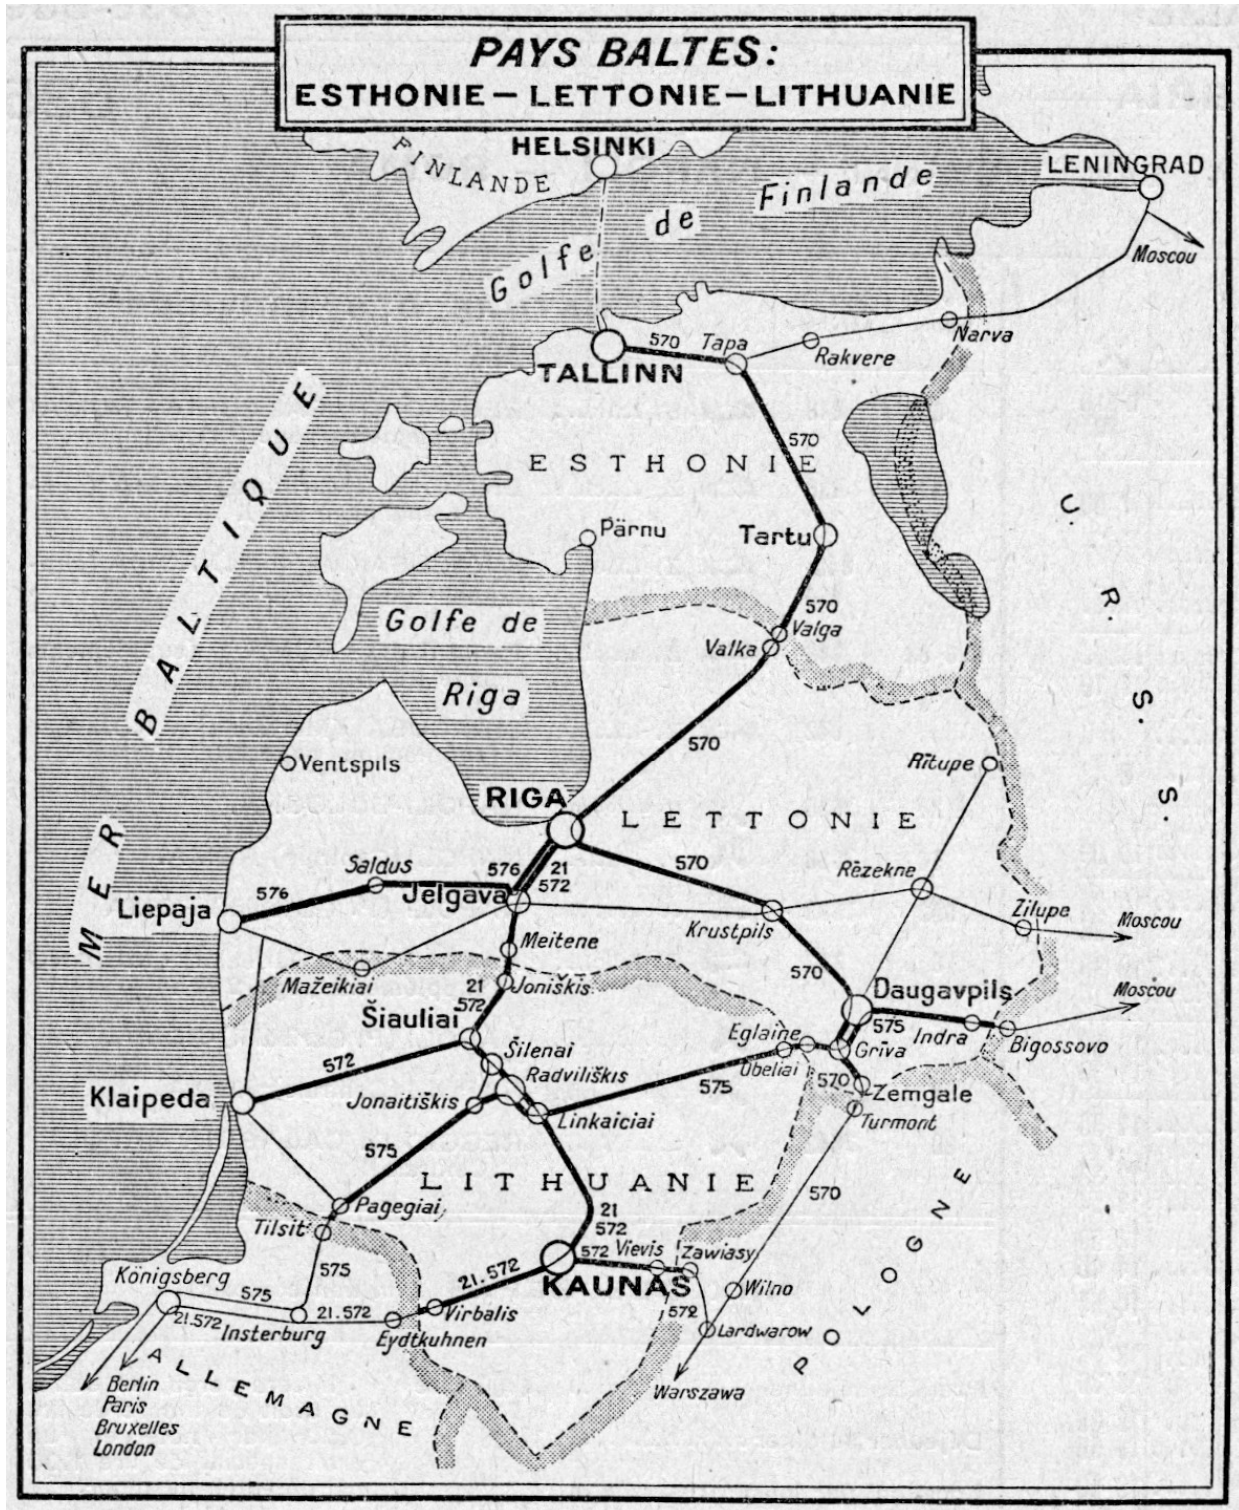 PAYS BALTES:
ESTHONIE – LETTONIE – LITHUANIE
HELSINKI
FINLANDE
LENINGRAD
Golfe de Finlande
Moscou
Narva
570
Tapa
Rakvere
TALLINN
MER BALTIQUE
570
ESTHONIE
U. R. S. S.
Pärnu
Tartu
570
Golfe de
Riga
Valga
Valka
570
Ventspils
Rītupe
RIGA
LETTONIE
576
21
572
570
Saldus
Jelgava
Rēzekne
576
Liepaja
Krustpils
Zilupe
Moscou
Meitene
570
Mažeikiai
21
572
Joniškis
Daugavpils
Moscou
Šiauliai
575
Eglaine
Indra
Bigossovo
Šilenai
Obeliai
Grīva
572
Radviliškis
575
570
Zemgale
Klaipeda
Jonaitiškis
Linkaiciai
Turmont
575
LITHUANIE
570
POLOGNE
Pagegiai
21
572
Tilsit
572
Vievis
Zawiasy
575
21.572
KAUNAS
Königsberg
575
Wilno
21.572
21.572
Virbalis
572
Insterburg
Eydtkuhnen
Lardwarow
ALLEMAGNE
Berlin
Paris
Bruxelles
London
Warszawa